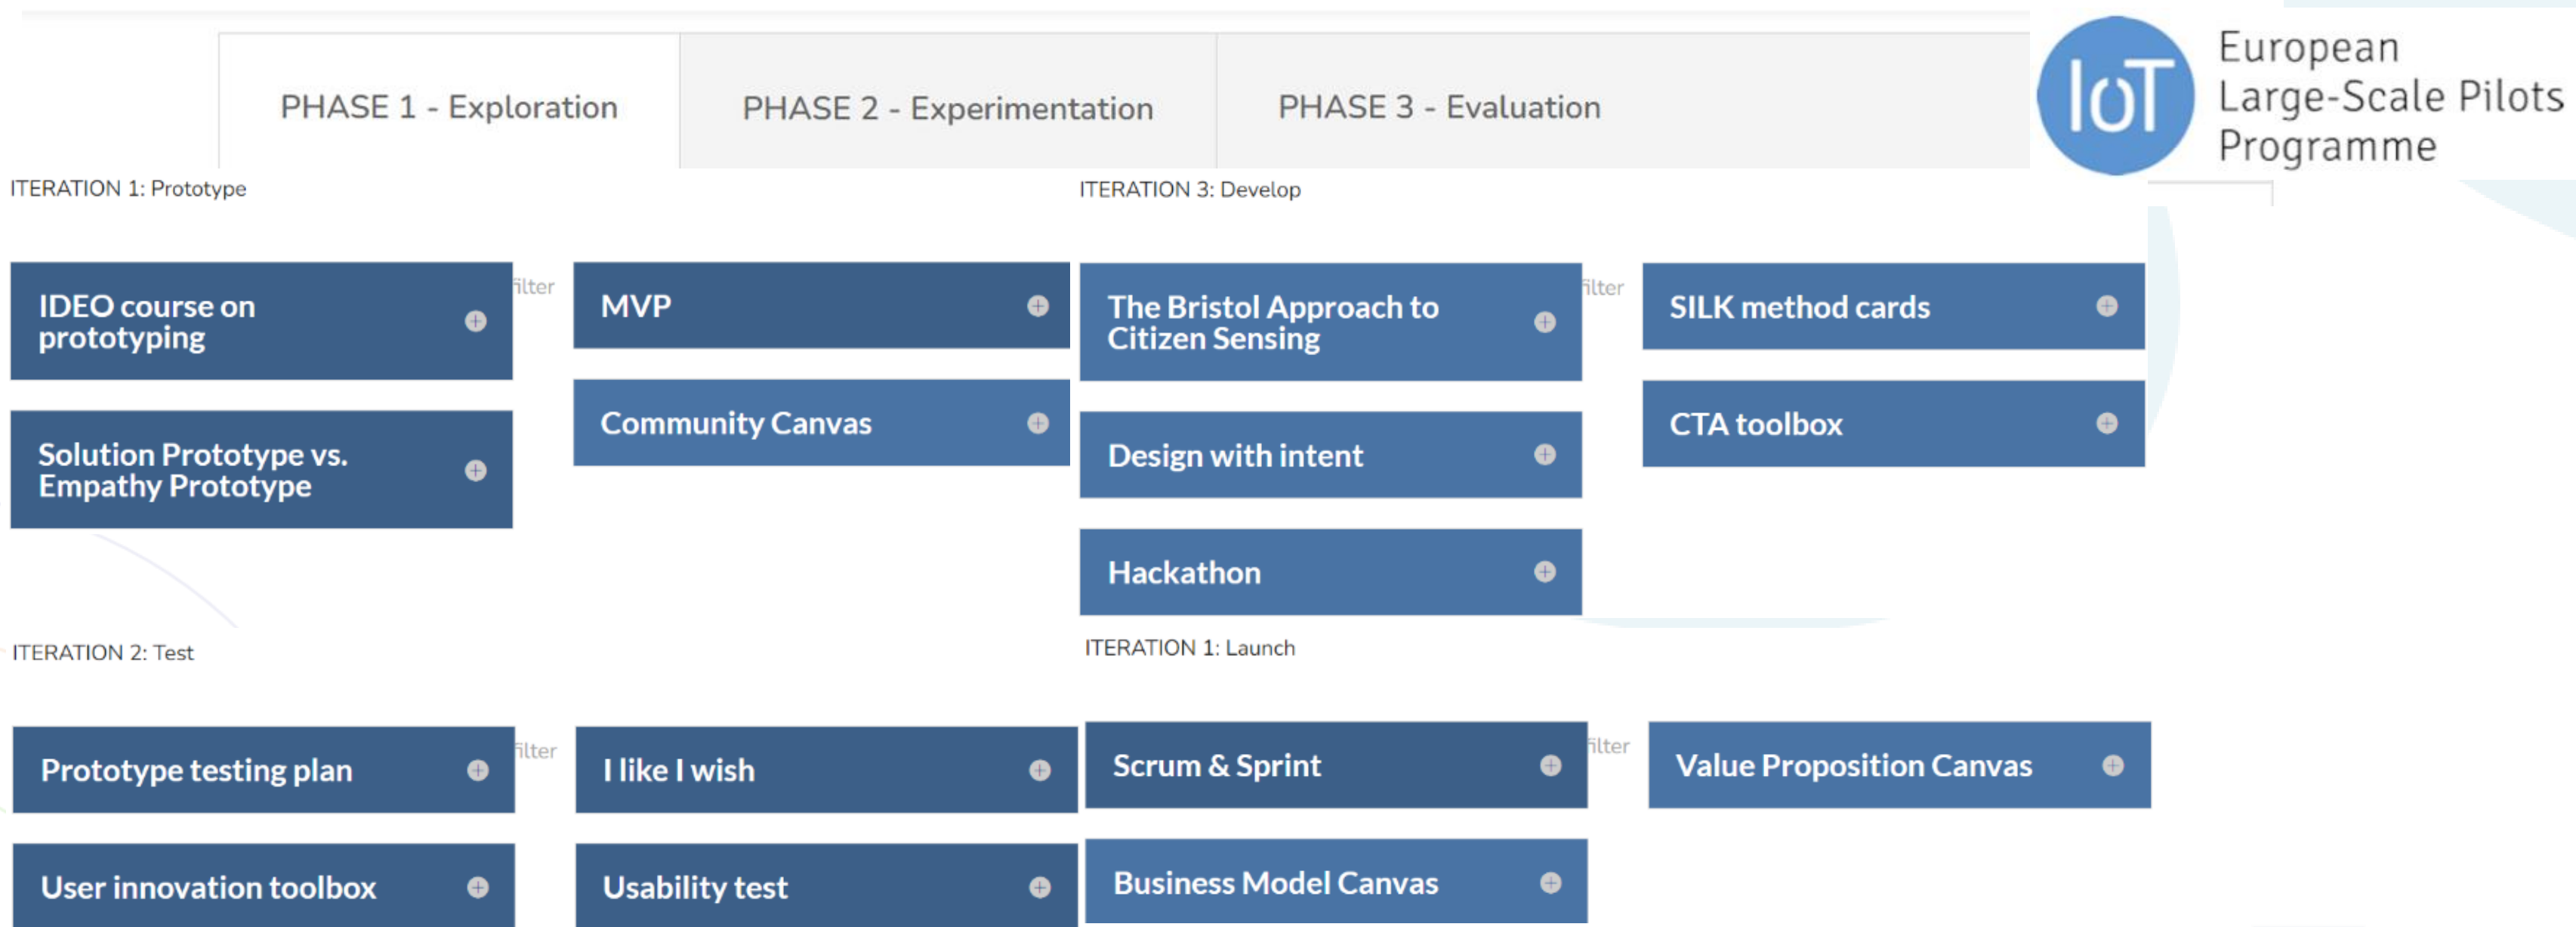 PHASE 1 - Exploration
PHASE 2 - Experimentation
PHASE 3 - Evaluation
IoT
European
Large-Scale Pilots
Programme
ITERATION 1: Prototype
IDEO course on
prototyping
filter
MVP
Community Canvas
Solution Prototype vs.
Empathy Prototype
ITERATION 3: Develop
The Bristol Approach to
Citizen Sensing
filter
SILK method cards
CTA toolbox
Design with intent
Hackathon
ITERATION 2: Test
Prototype testing plan
filter
I like I wish
User innovation toolbox
Usability test
ITERATION 1: Launch
Scrum & Sprint
filter
Value Proposition Canvas
Business Model Canvas